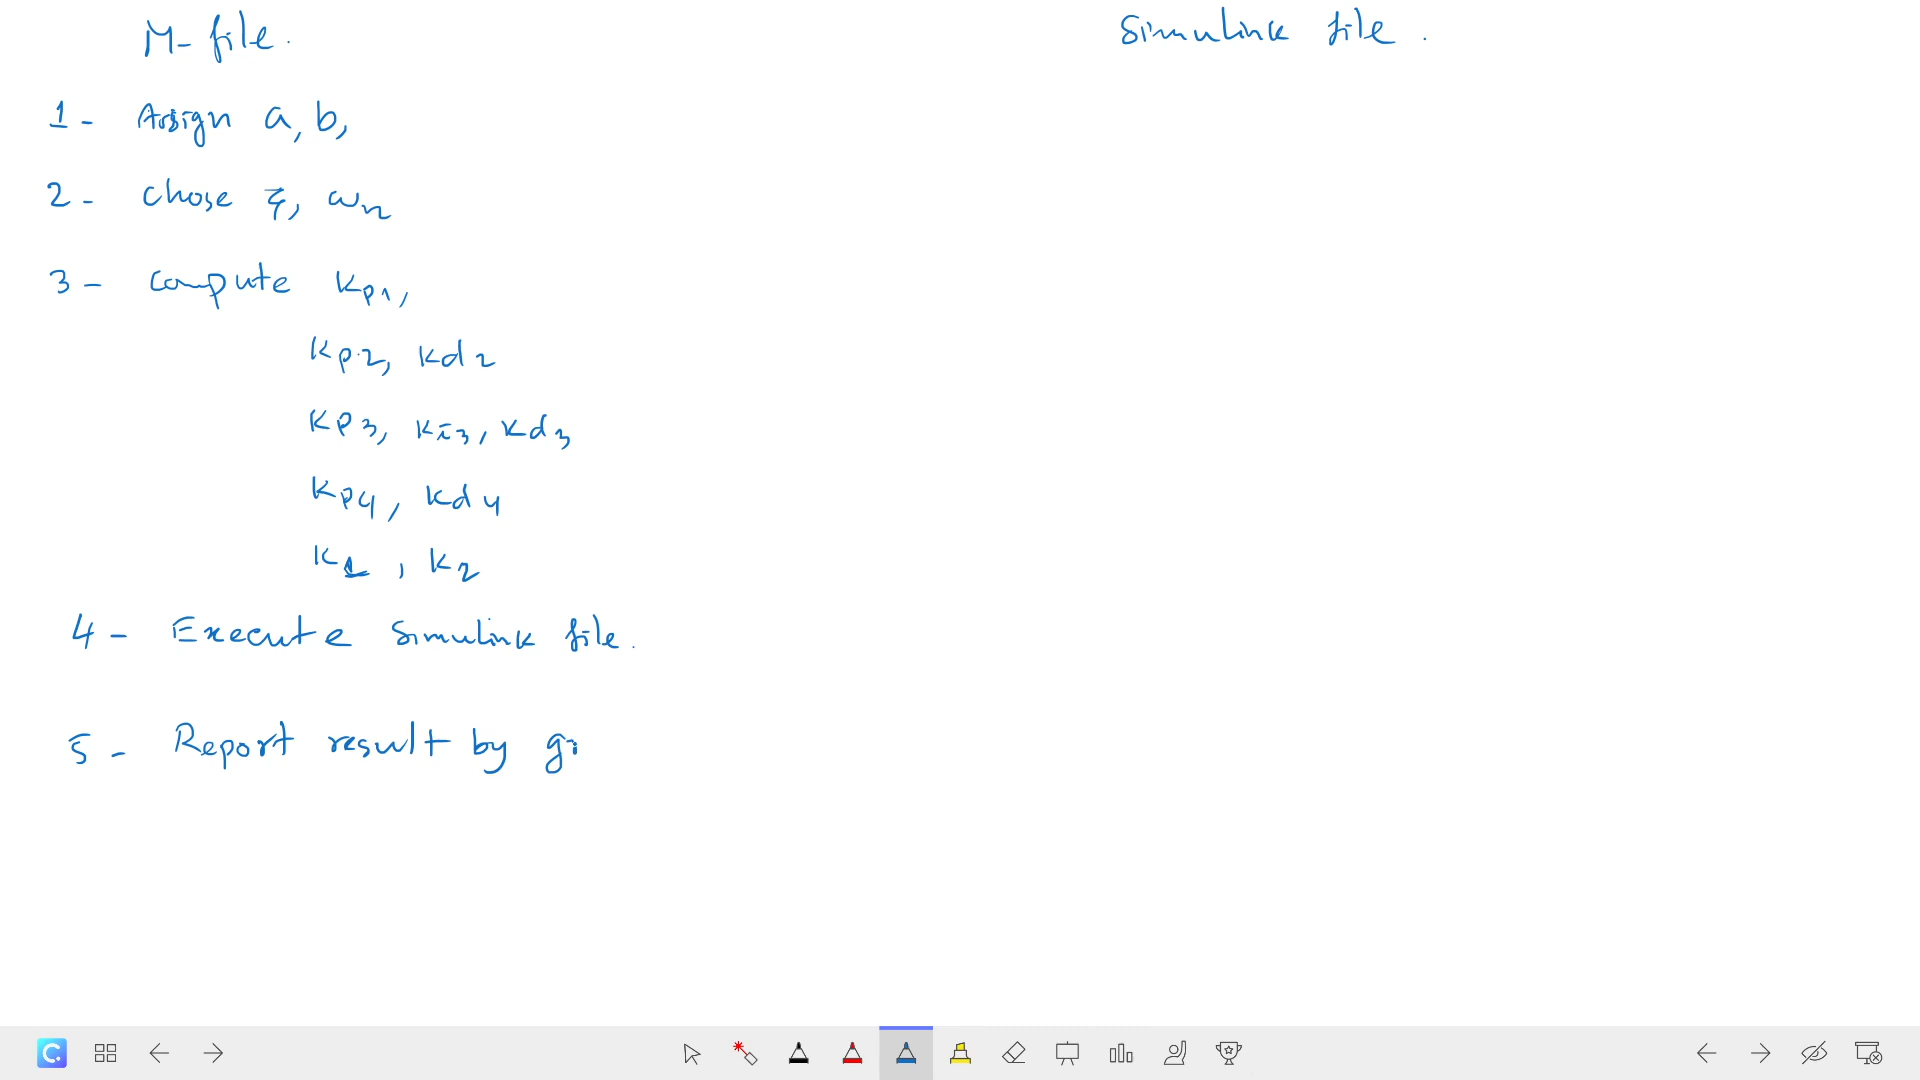 M-file.
Simulink file.
1- Assign a, b,
2- chose ξ, ωn
3- compute Kp1,
Kp2, Kd2
Kp3, Ki3, Kd3
Kp4, Kd4
K1, K2
4- Execute Simulink file.
5- Report result by gi